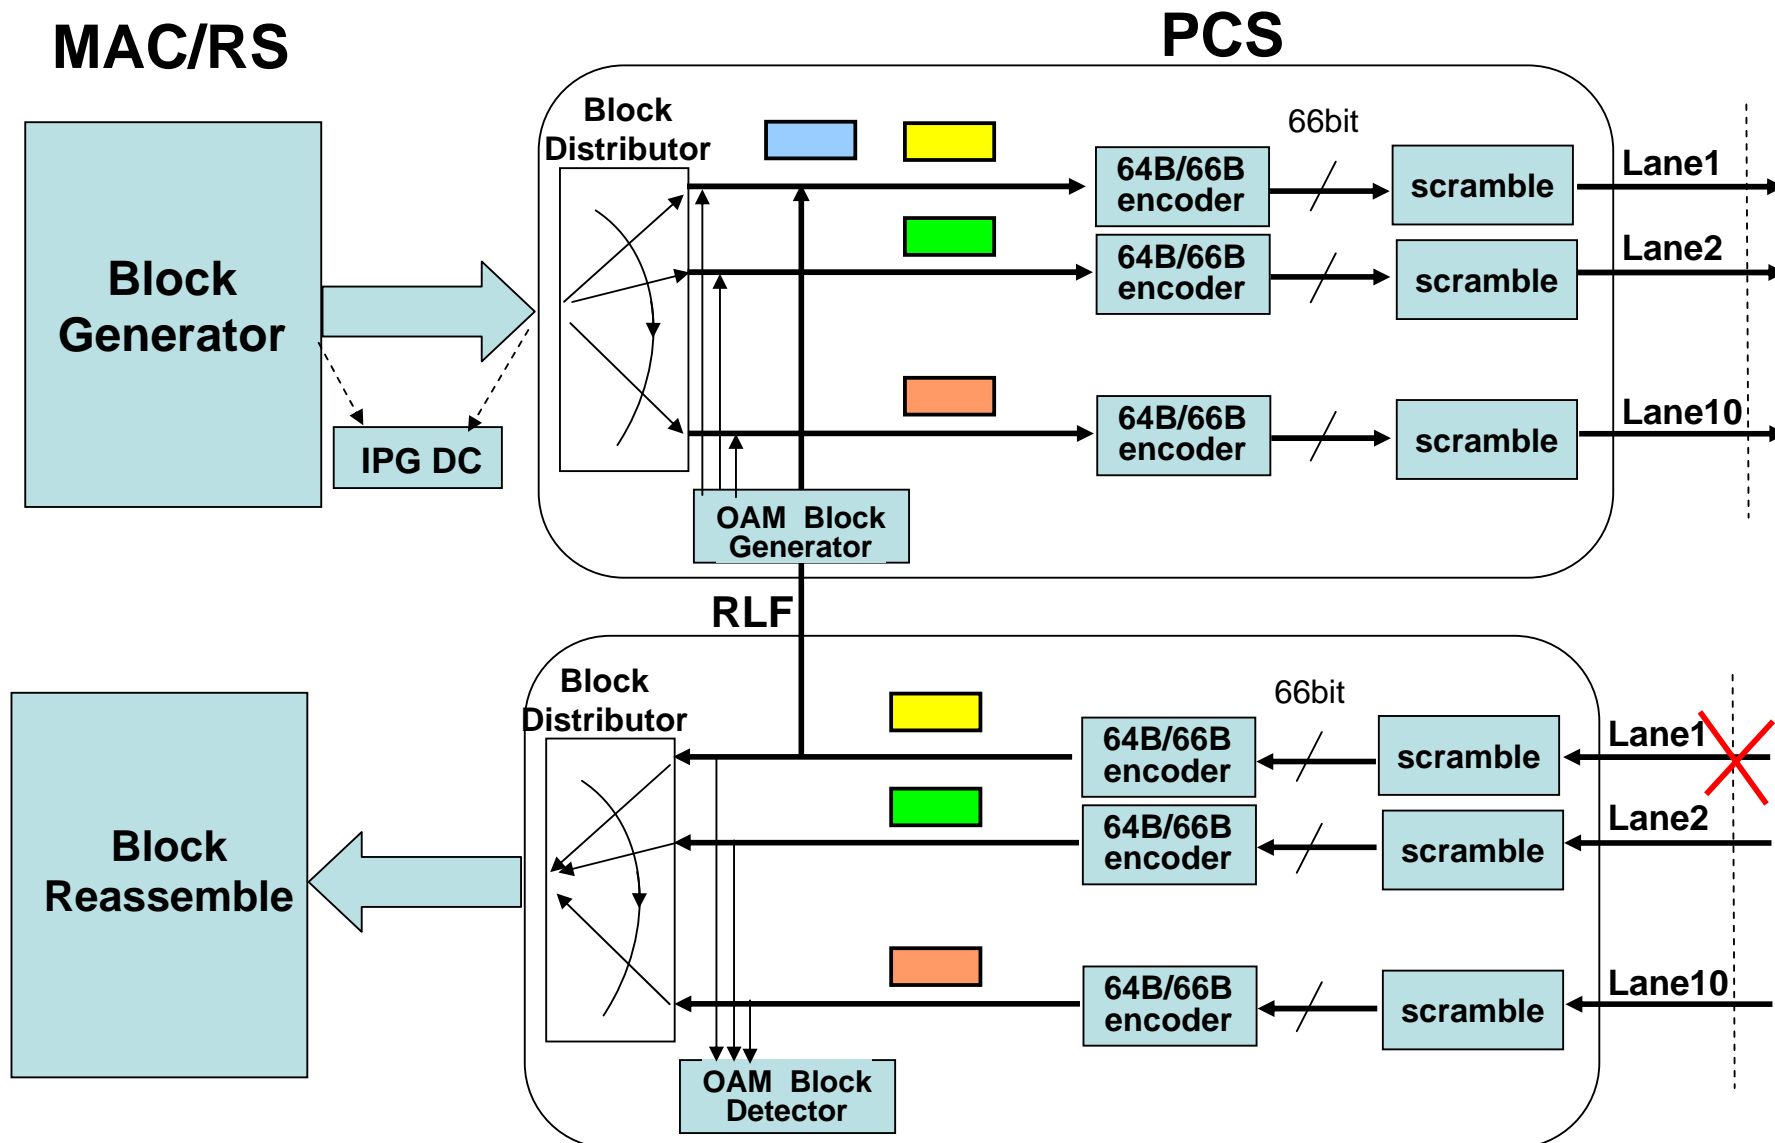 MAC/RS
PCS
Block
Distributor
66bit
Block
Generator
IPG DC
64B/66B
encoder
scramble
Lane1
64B/66B
encoder
scramble
Lane2
64B/66B
encoder
scramble
Lane10
OAM Block
Generator
RLF
Block
Distributor
66bit
Block
Reassemble
64B/66B
encoder
scramble
Lane1
64B/66B
encoder
scramble
Lane2
64B/66B
encoder
scramble
Lane10
OAM Block
Detector